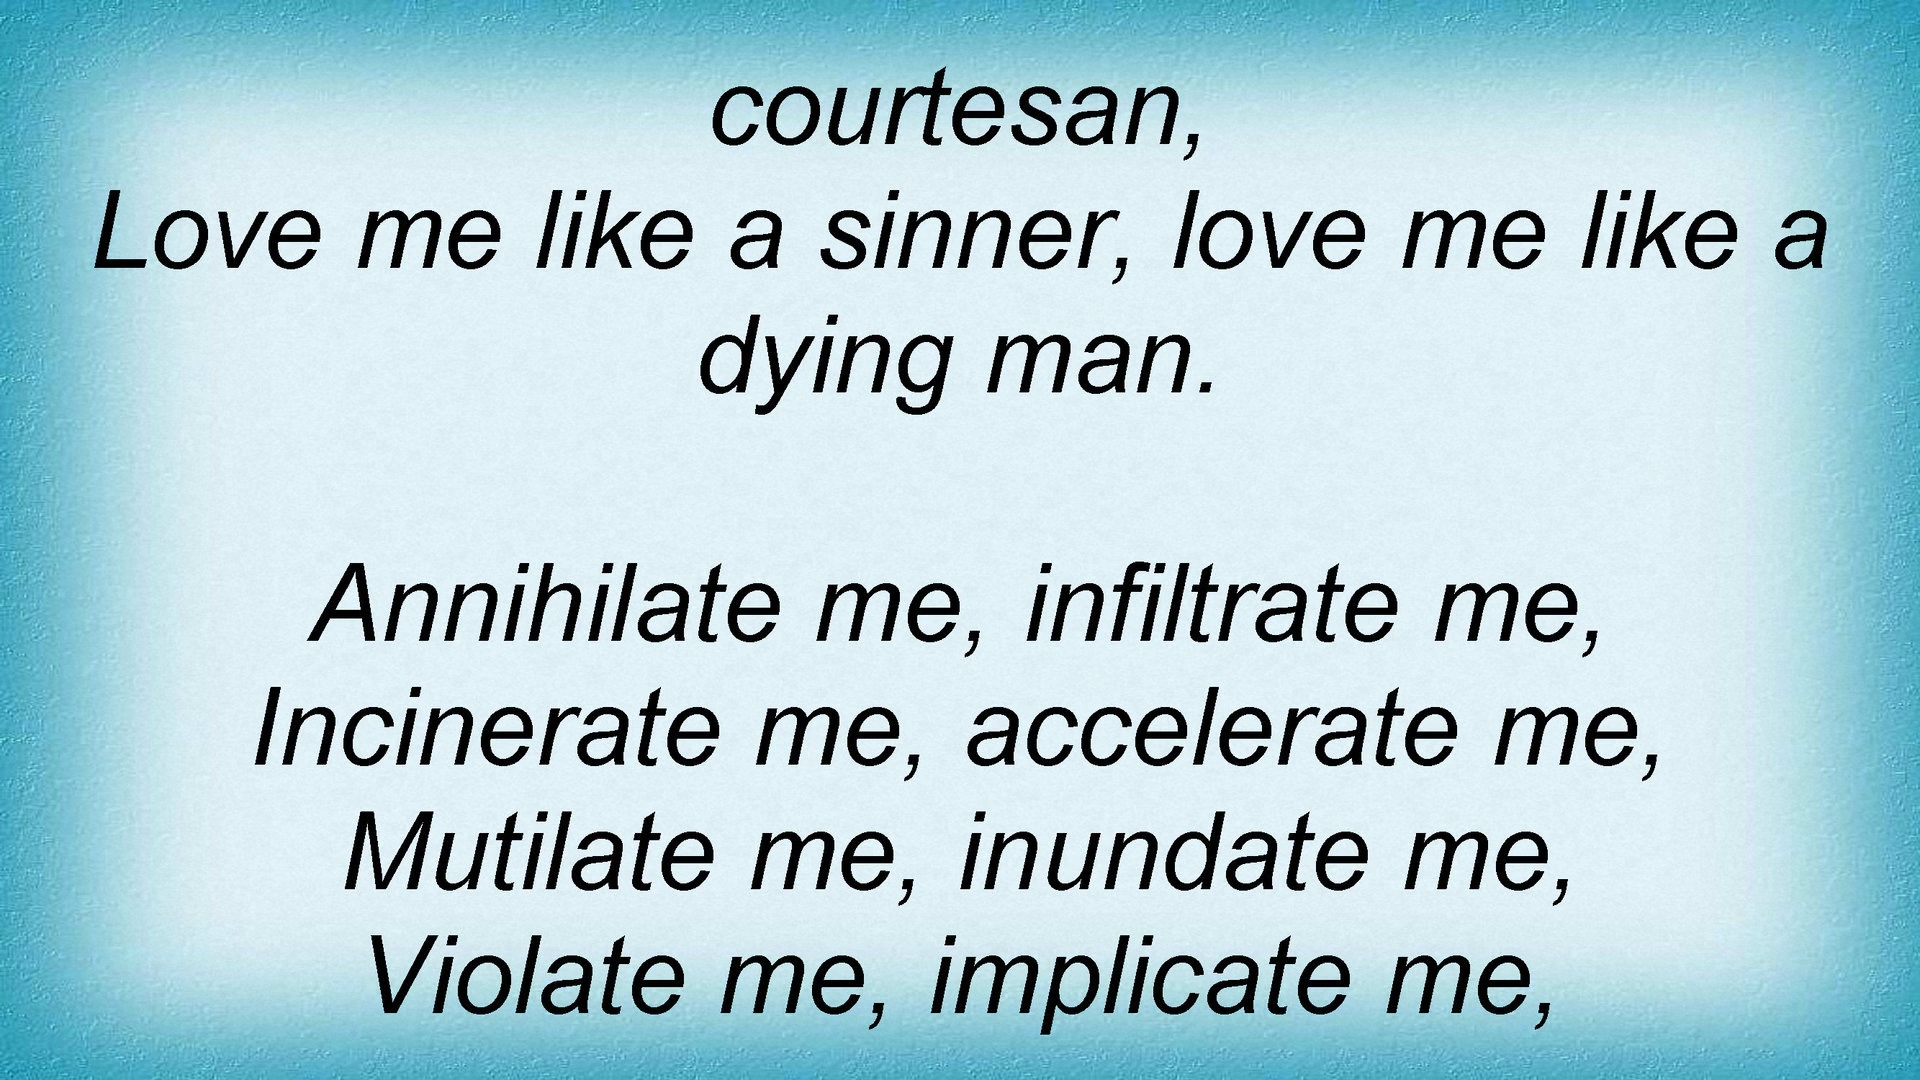 courtesan,
Love me like a sinner, love me like a
dying man.
Annihilate me, infiltrate me,
Incinerate me, accelerate me,
Mutilate me, inundate me,
Violate me, implicate me,